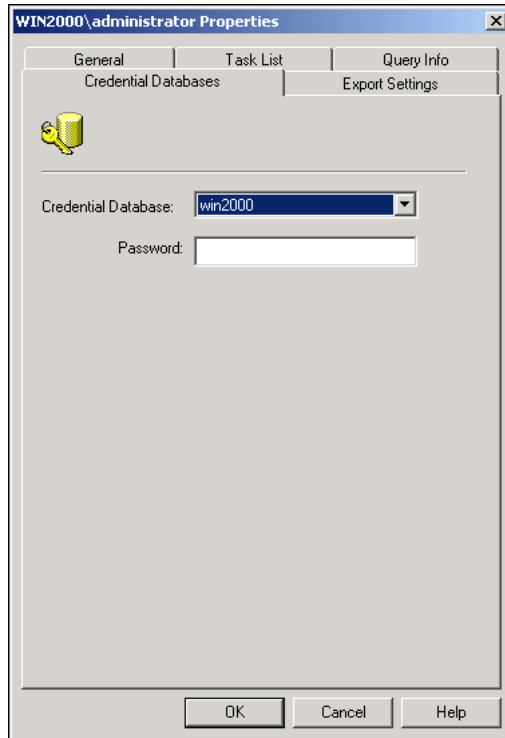 WIN2000\administrator Properties
General Task List Query Info
Credential Databases Export Settings
Credential Database: win2000
Password:
OK Cancel Help